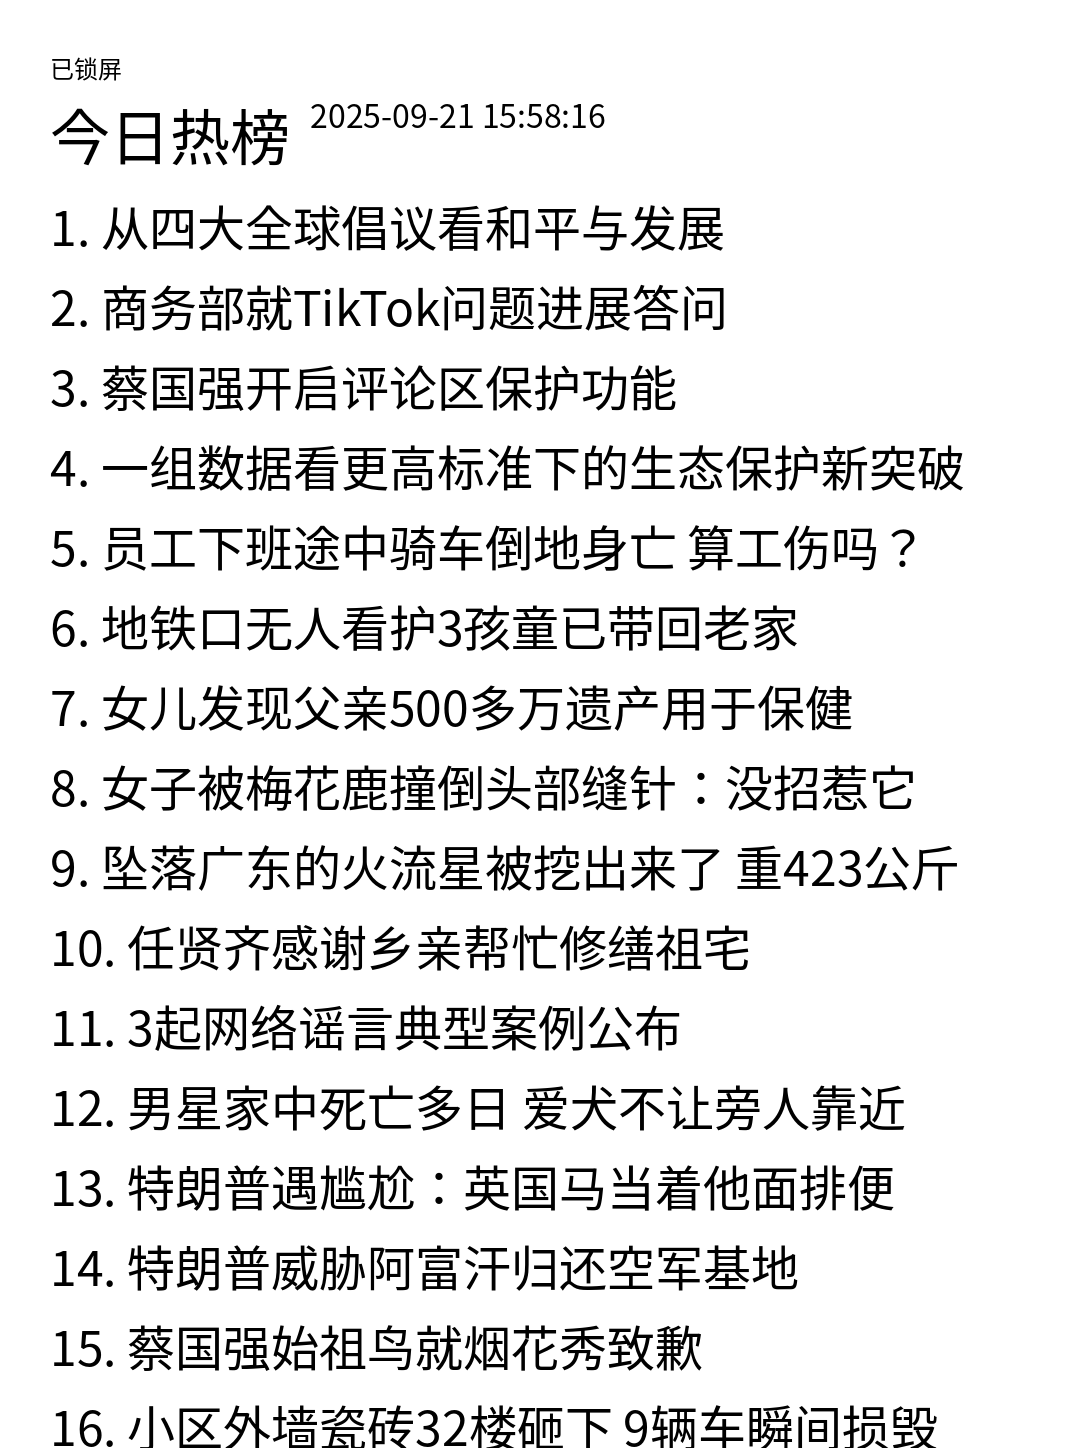 已锁屏
今日热榜 2025-09-21 15:58:16
1. 从四大全球倡议看和平与发展
2. 商务部就TikTok问题进展答问
3. 蔡国强开启评论区保护功能
4. 一组数据看更高标准下的生态保护新突破
5. 员工下班途中骑车倒地身亡 算工伤吗？
6. 地铁口无人看护3孩童已带回老家
7. 女儿发现父亲500多万遗产用于保健
8. 女子被梅花鹿撞倒头部缝针：没招惹它
9. 坠落广东的火流星被挖出来了 重423公斤
10. 任贤齐感谢乡亲帮忙修缮祖宅
11. 3起网络谣言典型案例公布
12. 男星家中死亡多日 爱犬不让旁人靠近
13. 特朗普遇尴尬：英国马当着他面排便
14. 特朗普威胁阿富汗归还空军基地
15. 蔡国强始祖鸟就烟花秀致歉
16. 小区外墙瓷砖32楼砸下 9辆车瞬间损毁